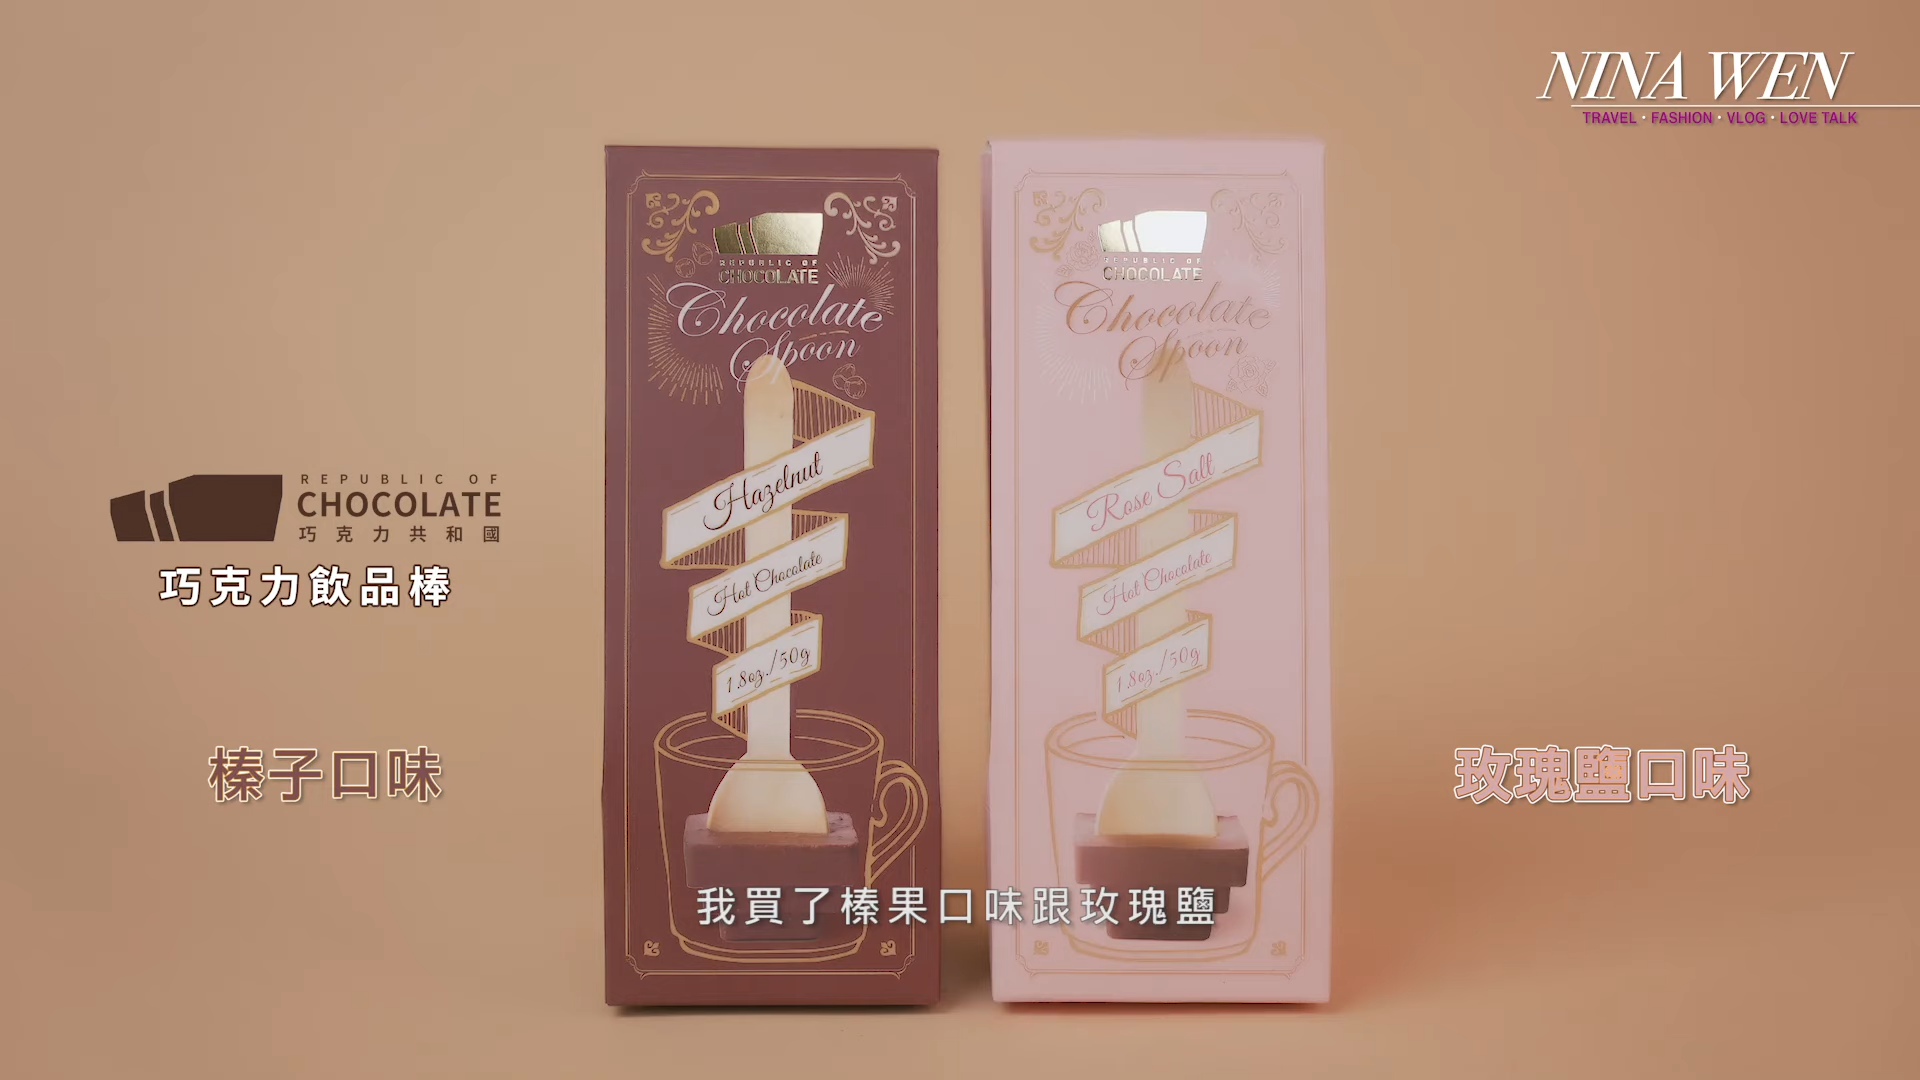 NINA WEN
TRAVEL · FASHION · VLOG · LOVE TALK
REPUBLIC OF
CHOCOLATE
Chocolate
Spoon
Hazelnut
Hot Chocolate
1.8oz./50g
REPUBLIC OF
CHOCOLATE
Chocolate
Spoon
Rose Salt
Hot Chocolate
1.8oz./50g
REPUBLIC OF
CHOCOLATE
巧克力共和國
巧克力飲品棒
榛子口味
玫瑰鹽口味
我買了榛果口味跟玫瑰鹽